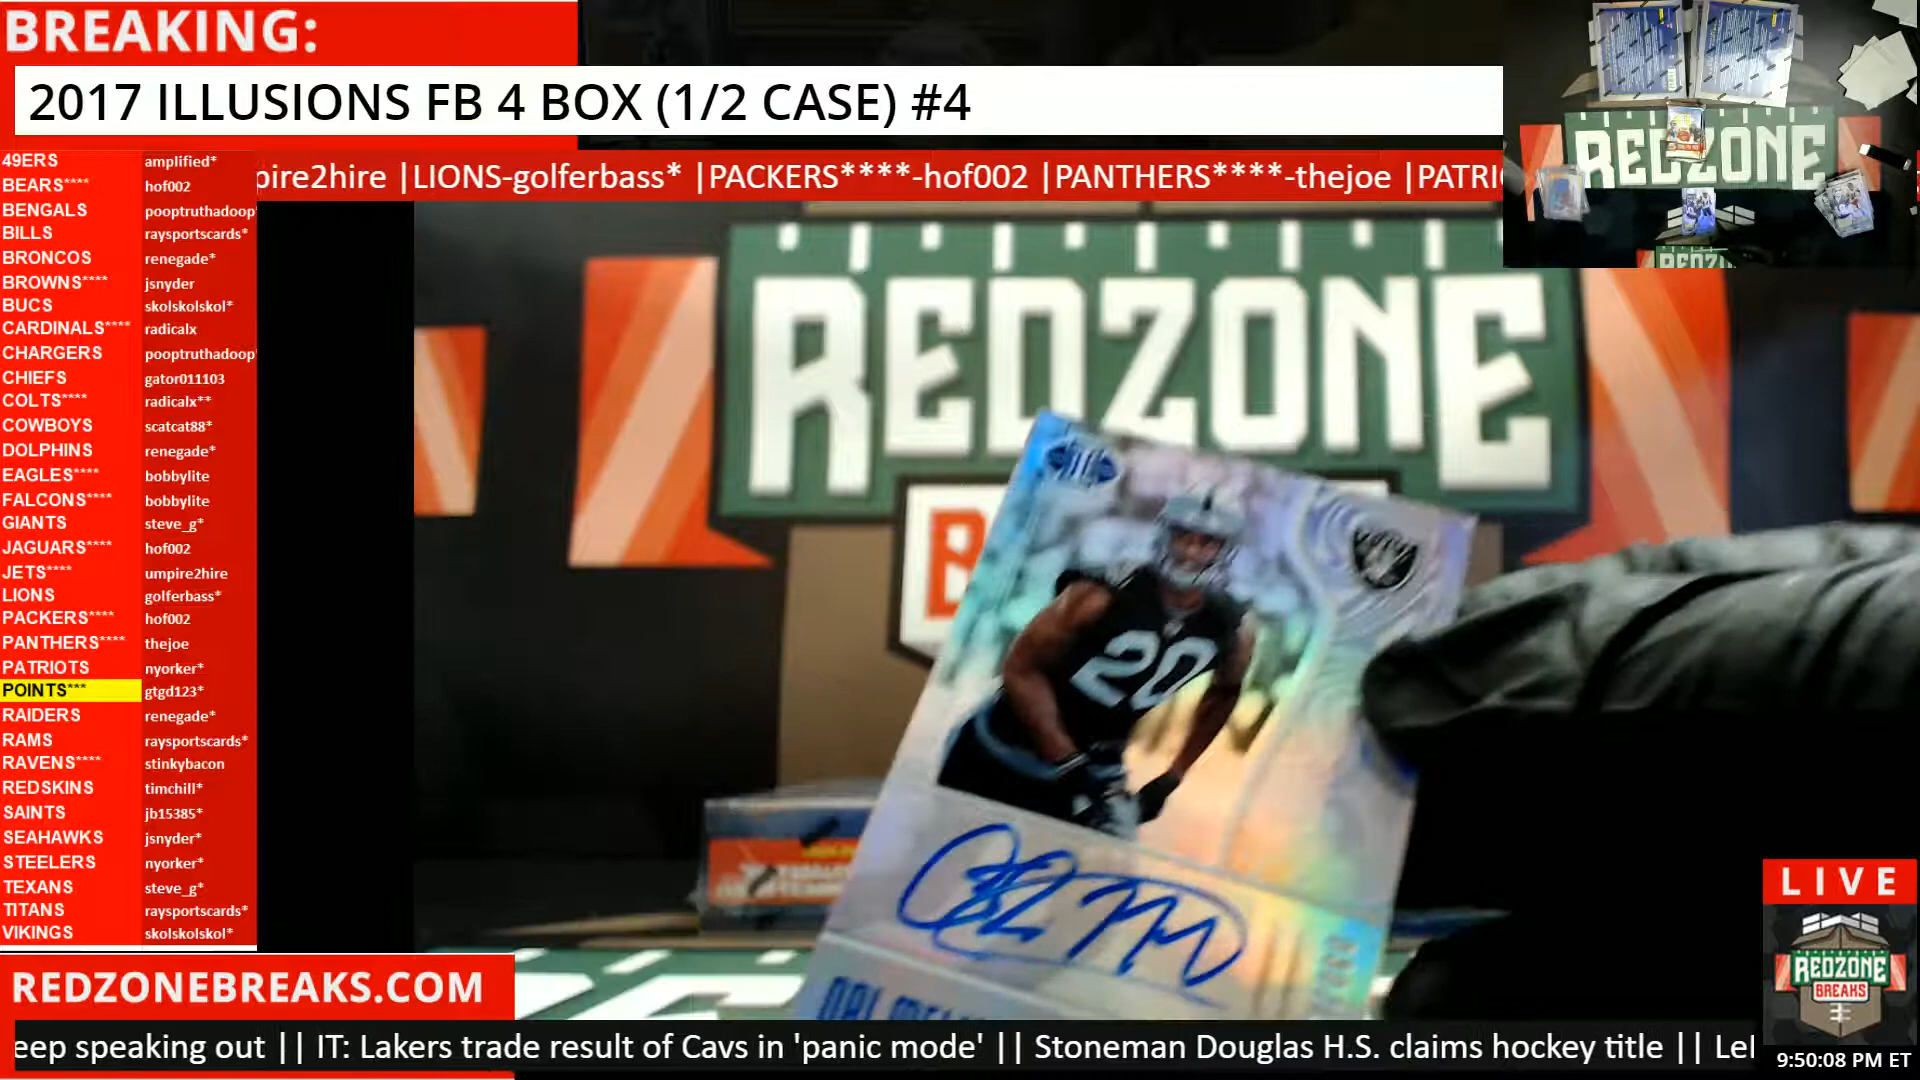 BREAKING:
2017 ILLUSIONS FB 4 BOX (1/2 CASE) #4
pire2hire |LIONS-golferbass* |PACKERS****-hof002 |PANTHERS****-thejoe |PATRI
49ERS amplified*
BEARS**** hof002
BENGALS pooptruthadoop
BILLS raysportscards*
BRONCOS renegade*
BROWNS**** jsnyder
BUCS skolskolskol*
CARDINALS**** radicalx
CHARGERS pooptruthadoop
CHIEFS gator011103
COLTS**** radicalx**
COWBOYS scatcat88*
DOLPHINS renegade*
EAGLES**** bobbylite
FALCONS**** bobbylite
GIANTS steve_g*
JAGUARS**** hof002
JETS**** umpire2hire
LIONS golferbass*
PACKERS**** hof002
PANTHERS**** thejoe
PATRIOTS nyorker*
POINTS*** gtgd123*
RAIDERS renegade*
RAMS raysportscards*
RAVENS**** stinkybacon
REDSKINS timchill*
SAINTS jb15385*
SEAHAWKS jsnyder*
STEELERS nyorker*
TEXANS steve_g*
TITANS raysportscards*
VIKINGS skolskolskol*
REDZONE
REDZONE
B
20
LIVE
REDZONE
BREAKS
REDZONEBREAKS.COM
eep speaking out || IT: Lakers trade result of Cavs in 'panic mode' || Stoneman Douglas H.S. claims hockey title || Le
9:50:08 PM ET